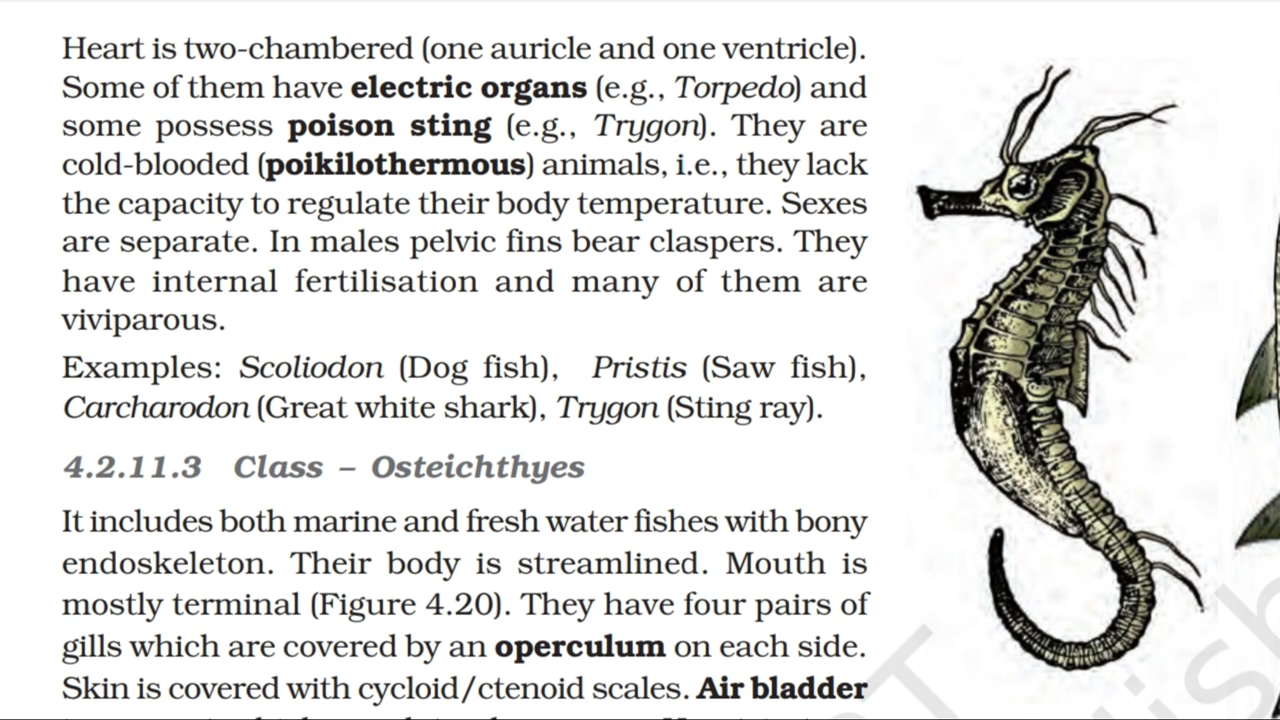 Heart is two-chambered (one auricle and one ventricle).
Some of them have electric organs (e.g., Torpedo) and
some possess poison sting (e.g., Trygon). They are
cold-blooded (poikilothermous) animals, i.e., they lack
the capacity to regulate their body temperature. Sexes
are separate. In males pelvic fins bear claspers. They
have internal fertilisation and many of them are
viviparous.
Examples: Scoliodon (Dog fish), Pristis (Saw fish),
Carcharodon (Great white shark), Trygon (Sting ray).
4.2.11.3 Class – Osteichthyes
It includes both marine and fresh water fishes with bony
endoskeleton. Their body is streamlined. Mouth is
mostly terminal (Figure 4.20). They have four pairs of
gills which are covered by an operculum on each side.
Skin is covered with cycloid/ctenoid scales. Air bladder